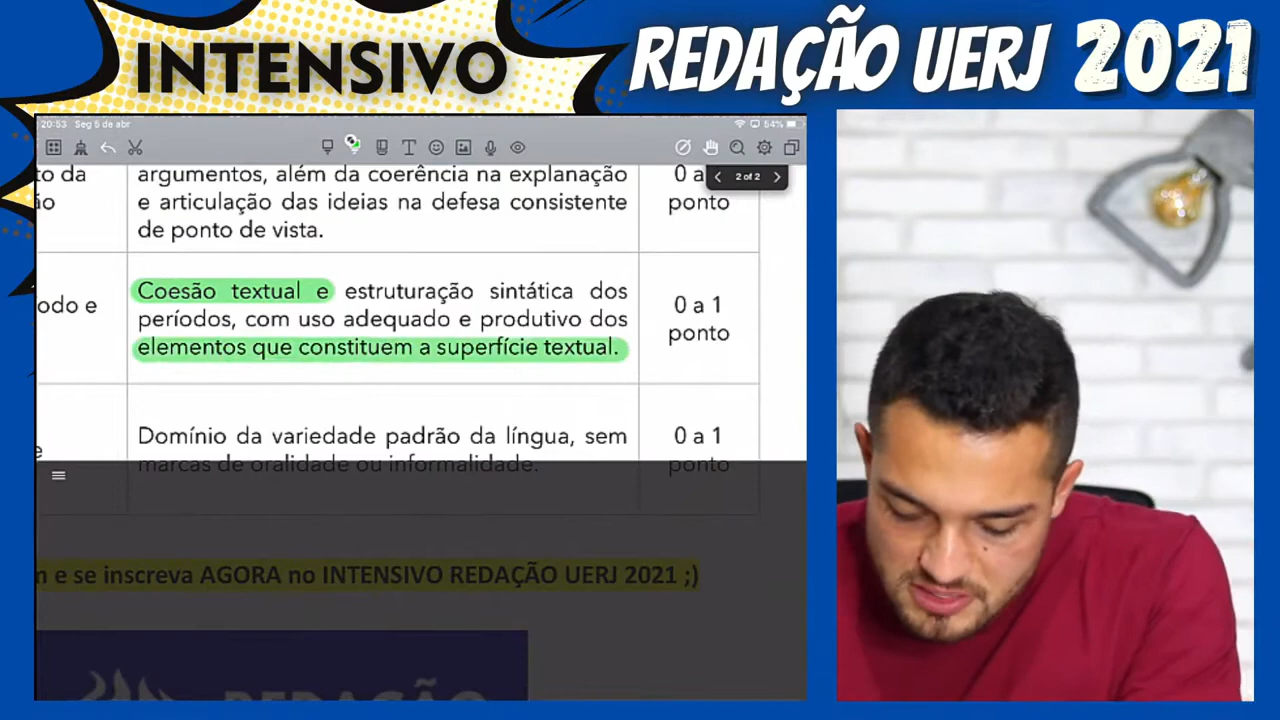 INTENSIVO
REDAÇÃO UERJ 2021
20:53 Seg 5 de abr
54%
2 of 2
to da
argumentos, além da coerência na explanação
0 a
e articulação das ideias na defesa consistente
ponto
de ponto de vista.
odo e
Coesão textual e estruturação sintática dos
períodos, com uso adequado e produtivo dos
elementos que constituem a superfície textual.
0 a 1
ponto
Domínio da variedade padrão da língua, sem
marcas de oralidade ou informalidade.
0 a 1
ponto
e se inscreva AGORA no INTENSIVO REDAÇÃO UERJ 2021 ;)
REDAÇÃO